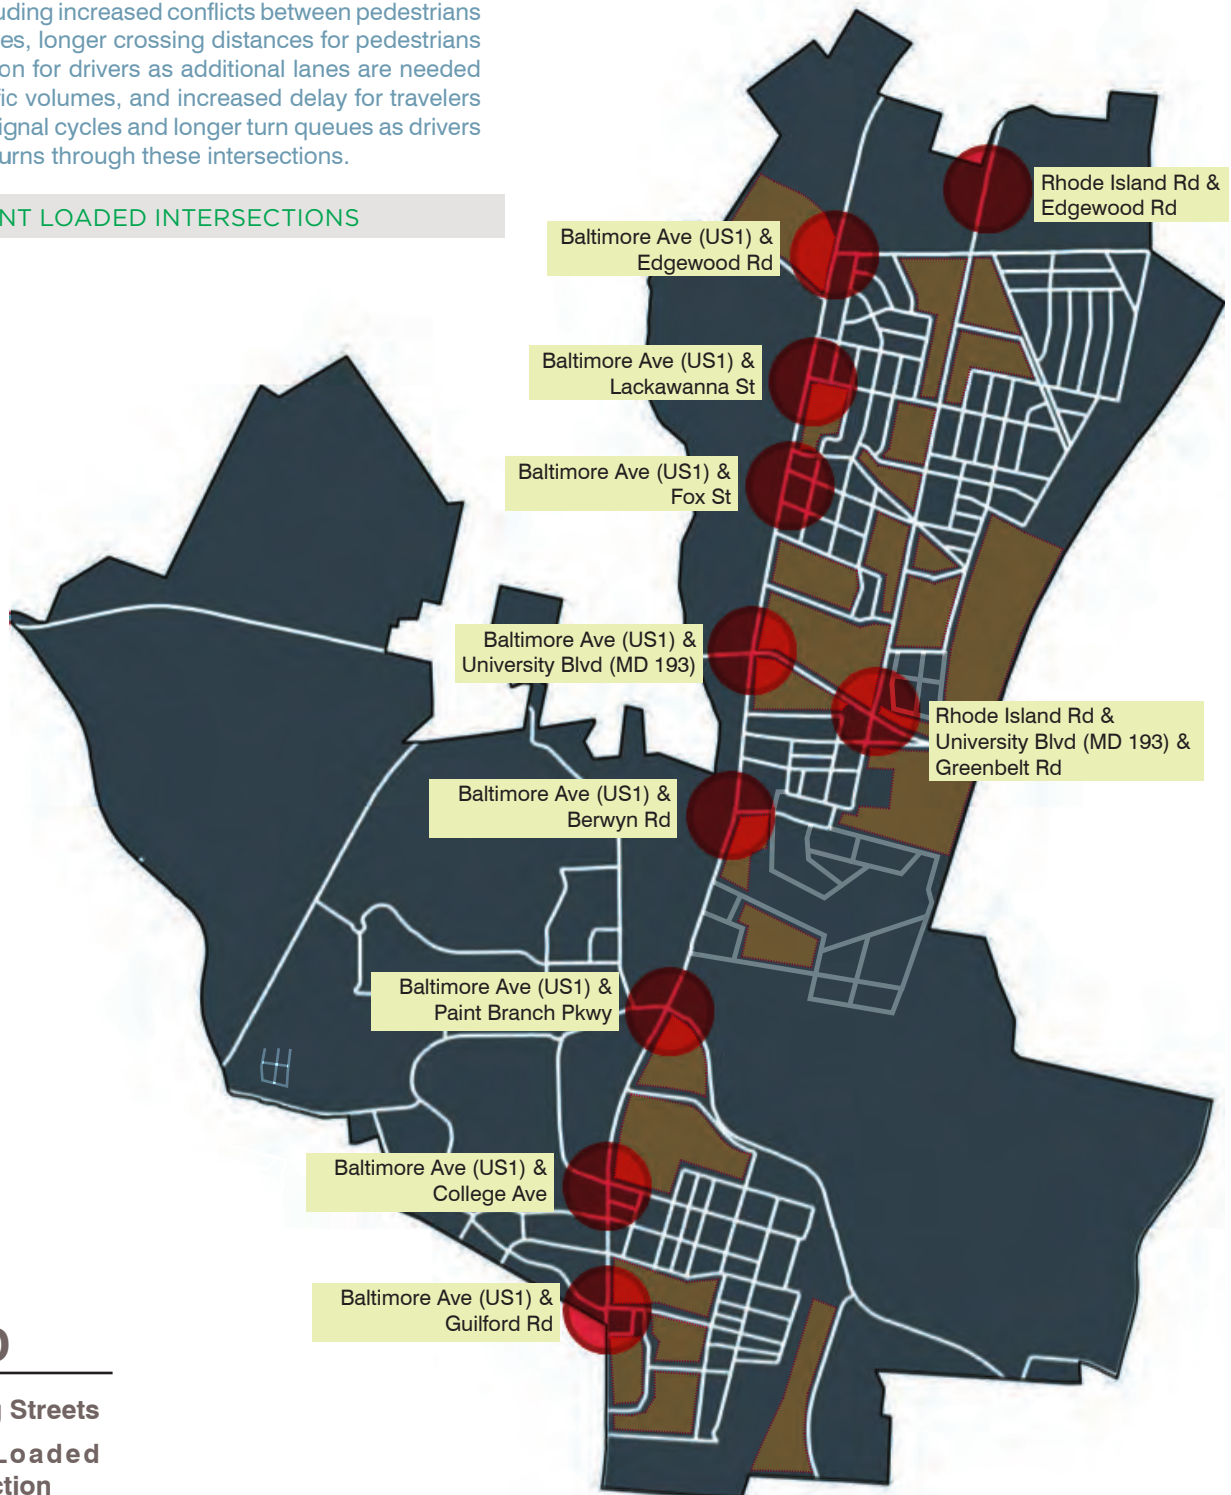 uding increased conflicts between pedestrians
es, longer crossing distances for pedestrians
on for drivers as additional lanes are needed
fic volumes, and increased delay for travelers
ignal cycles and longer turn queues as drivers
urns through these intersections.
NT LOADED INTERSECTIONS
Rhode Island Rd &
Edgewood Rd
Baltimore Ave (US1) &
Edgewood Rd
Baltimore Ave (US1) &
Lackawanna St
Baltimore Ave (US1) &
Fox St
Baltimore Ave (US1) &
University Blvd (MD 193)
Rhode Island Rd &
University Blvd (MD 193) &
Greenbelt Rd
Baltimore Ave (US1) &
Berwyn Rd
Baltimore Ave (US1) &
Paint Branch Pkwy
Baltimore Ave (US1) &
College Ave
Baltimore Ave (US1) &
Guilford Rd
g Streets
Loaded
ction